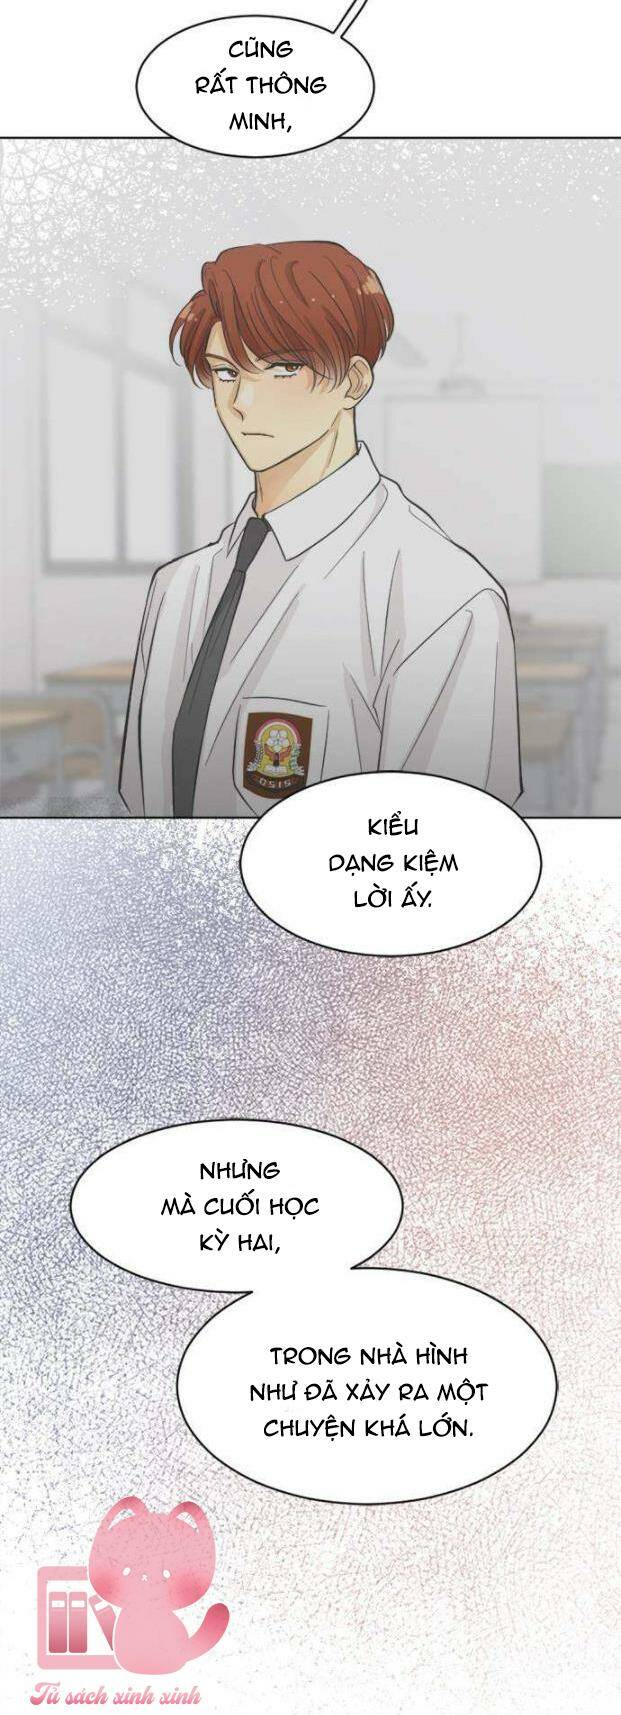 CŨNG
RẤT THÔNG
MINH,
OSIS
KIỂU
DẠNG KIỆM
LỜI ẤY.
NHƯNG
MÀ CUỐI HỌC
KỲ HAI,
TRONG NHÀ HÌNH
NHƯ ĐÃ XẢY RA MỘT
CHUYỆN KHÁ LỚN.
Tủ sách xinh xinh